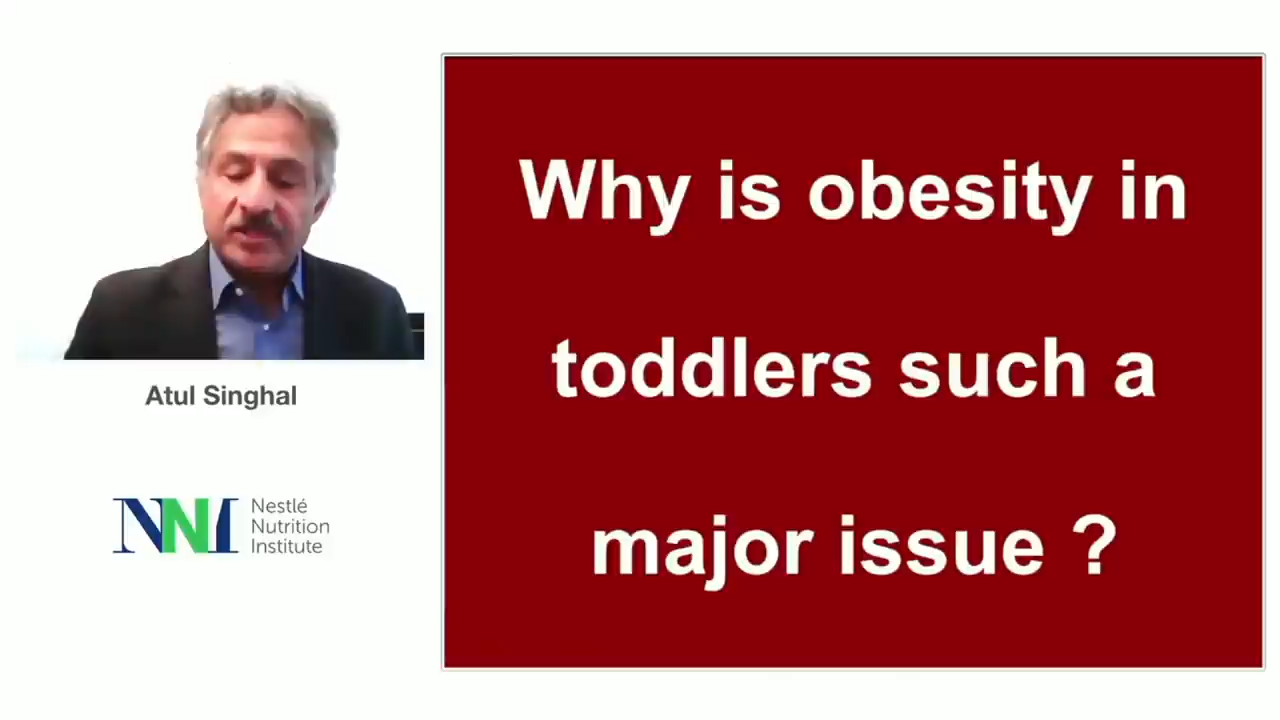 Why is obesity in
toddlers such a
major issue ?
Atul Singhal
NNI
Nestlé
Nutrition
Institute